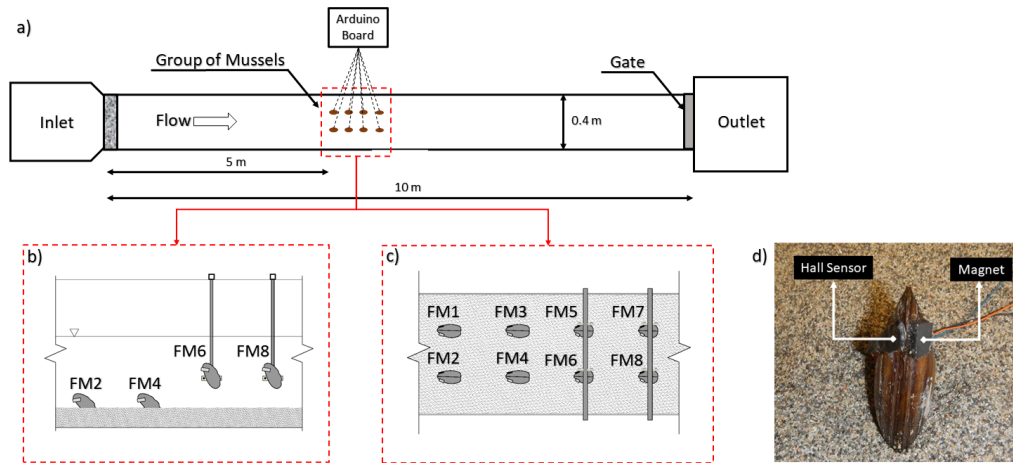 a)
Arduino
Board
Group of Mussels
Gate
Inlet
Flow
0.4 m
Outlet
5 m
10 m
b)
FM6
FM8
FM2
FM4
c)
FM1
FM3
FM5
FM7
FM2
FM4
FM6
FM8
d)
Hall Sensor
Magnet